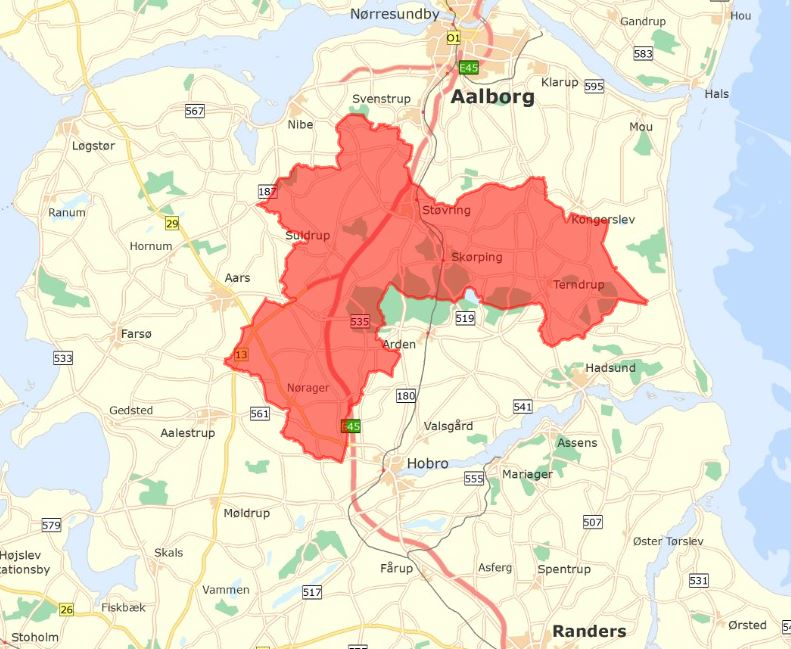 Nørresundby
Gandrup
Hou
O1
583
E45
Klarup
595
Aalborg
Hals
Svenstrup
567
Nibe
Mou
Løgstør
187
Ranum
Støvring
29
Kongerslev
Suldrup
Hornum
Skørping
Aars
Terndrup
535
519
Farsø
Arden
13
533
Hadsund
Nørager
180
Gedsted
561
541
Aalestrup
E45
Valsgård
Assens
Hobro
Mariager
555
Møldrup
507
579
Øster Tørslev
Højslev
Skals
Asferg
Fårup
Spentrup
531
Vammen
517
26
Fiskbæk
Ørsted
Stoholm
Randers